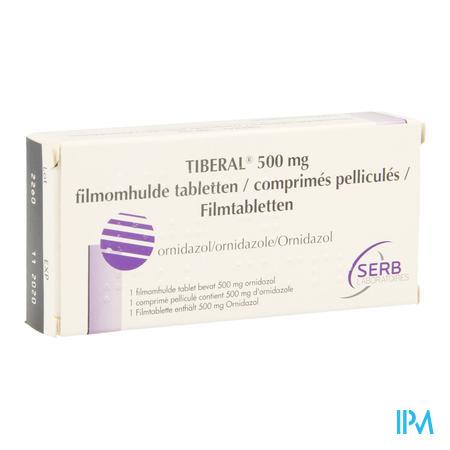 TIBERAL® 500 mg
filmomhulde tabletten / comprimés pelliculés /
Filmtabletten
ornidazol/ornidazole/Ornidazol
1 filmomhulde tablet bevat 500 mg ornidazol
1 comprimé pelliculé contient 500 mg d'ornidazole
1 Filmtablette enthält 500 mg Ornidazol
SERB
LABORATOIRES
Lot 2260
EXP 11 2020
IPM